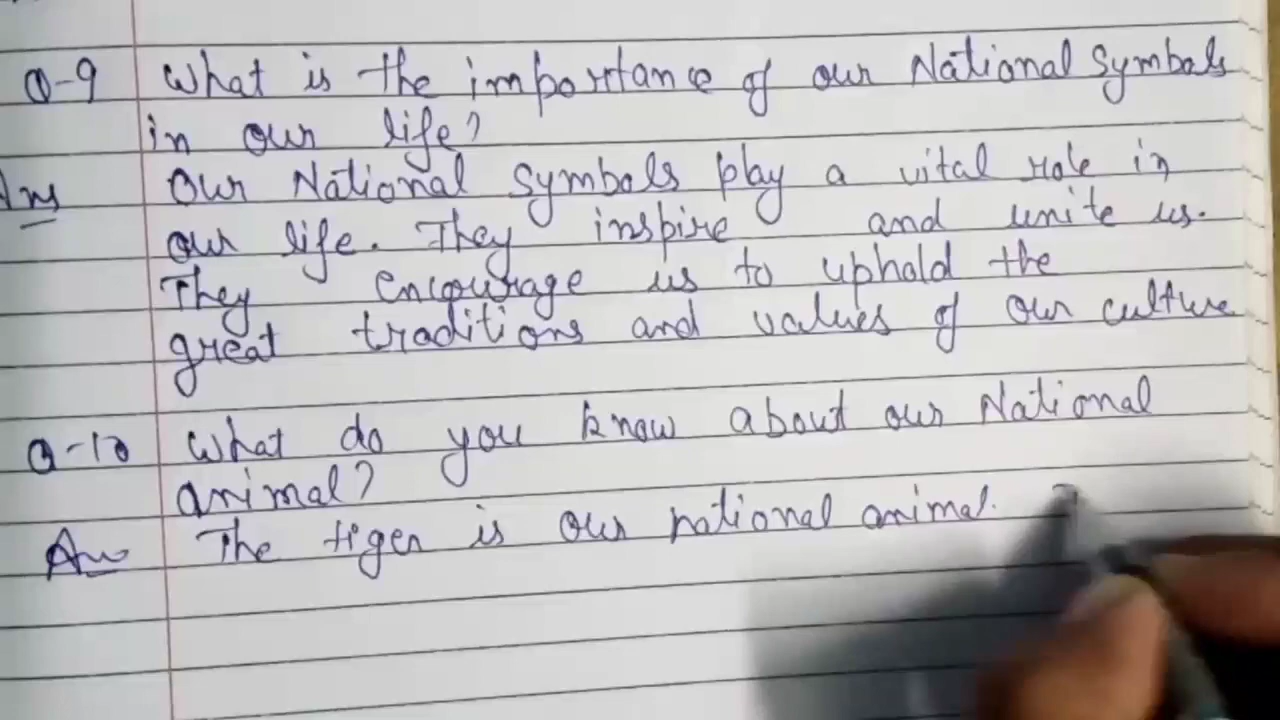 Q-9 What is the importance of our National Symbols
in our life?
Ans Our National Symbols play a vital role in
our life. They inspire and unite us.
They encourage us to uphold the
great traditions and values of our culture
Q-10 What do you know about our National
animal?
Ans The tiger is our national animal.